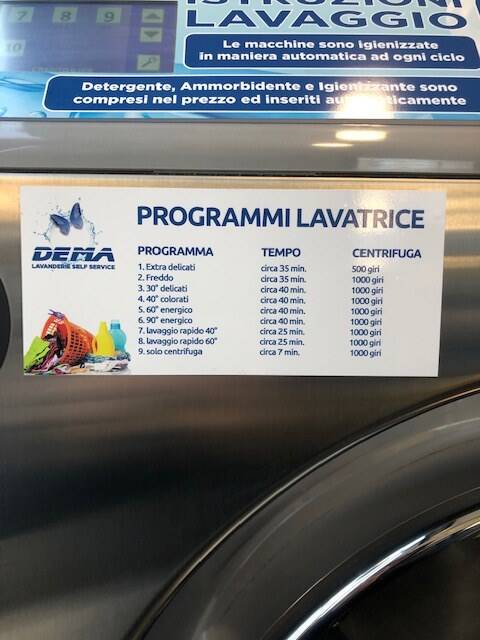 7 8 9
10
ISTRUZIONI
LAVAGGIO
Le macchine sono igienizzate
in maniera automatica ad ogni ciclo
Detergente, Ammorbidente e Igienizzante sono
compresi nel prezzo ed inseriti automaticamente
PROGRAMMI LAVATRICE
DEMA
LAVANDERIE SELF SERVICE
PROGRAMMA TEMPO CENTRIFUGA
1. Extra delicati circa 35 min. 500 giri
2. Freddo circa 35 min. 1000 giri
3. 30° delicati circa 40 min. 1000 giri
4. 40° colorati circa 40 min. 1000 giri
5. 60° energico circa 40 min. 1000 giri
6. 90° energico circa 40 min. 1000 giri
7. lavaggio rapido 40° circa 25 min. 1000 giri
8. lavaggio rapido 60° circa 25 min. 1000 giri
9. solo centrifuga circa 7 min. 1000 giri